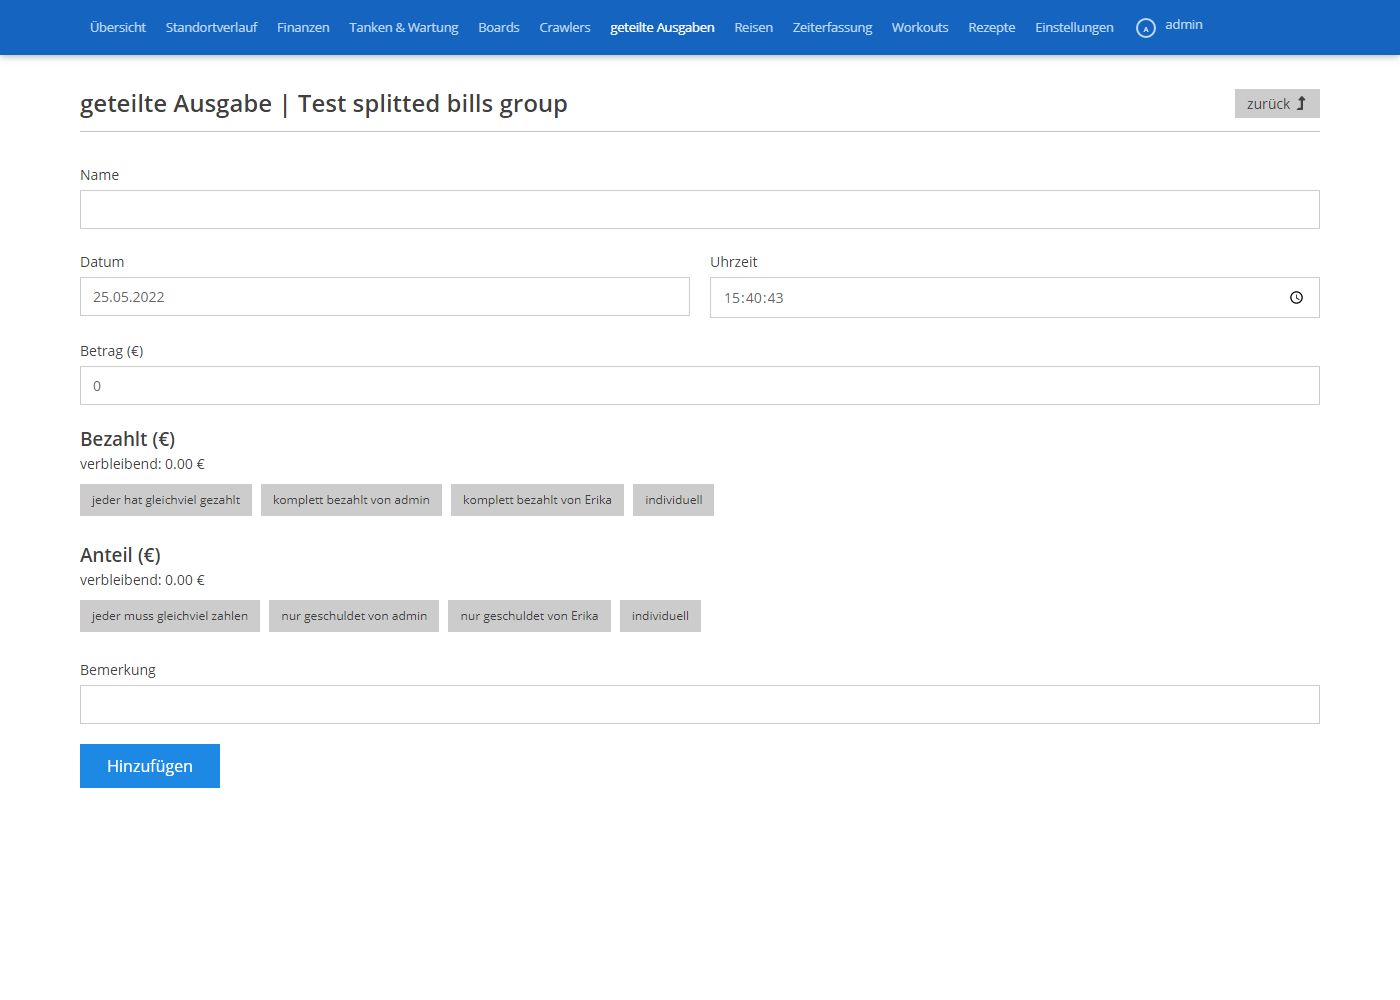 Übersicht Standortverlauf Finanzen Tanken & Wartung Boards Crawlers geteilte Ausgaben Reisen Zeiterfassung Workouts Rezepte Einstellungen A admin
geteilte Ausgabe | Test splitted bills group zurück
Name
Datum Uhrzeit
25.05.2022 15:40:43
Betrag (€)
0
Bezahlt (€)
verbleibend: 0.00 €
jeder hat gleichviel gezahlt komplett bezahlt von admin komplett bezahlt von Erika individuell
Anteil (€)
verbleibend: 0.00 €
jeder muss gleichviel zahlen nur geschuldet von admin nur geschuldet von Erika individuell
Bemerkung
Hinzufügen